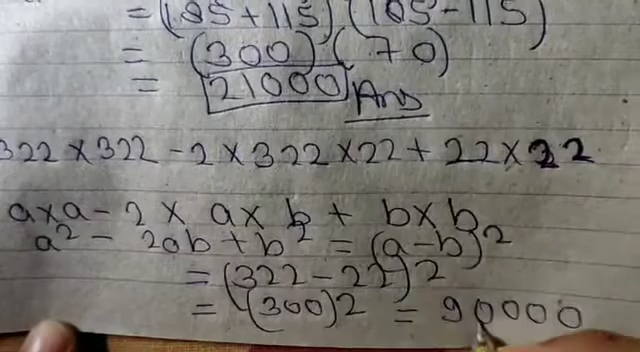 = (185+115) (185-115)
= (300) (70)
= 21000 Ans
322 × 322 - 2 × 322 × 22 + 22 × 22
a×a - 2 × a×b + b×b
a² - 2ab + b² = (a-b)²
= (322-22)2
= (300)2 = 90000